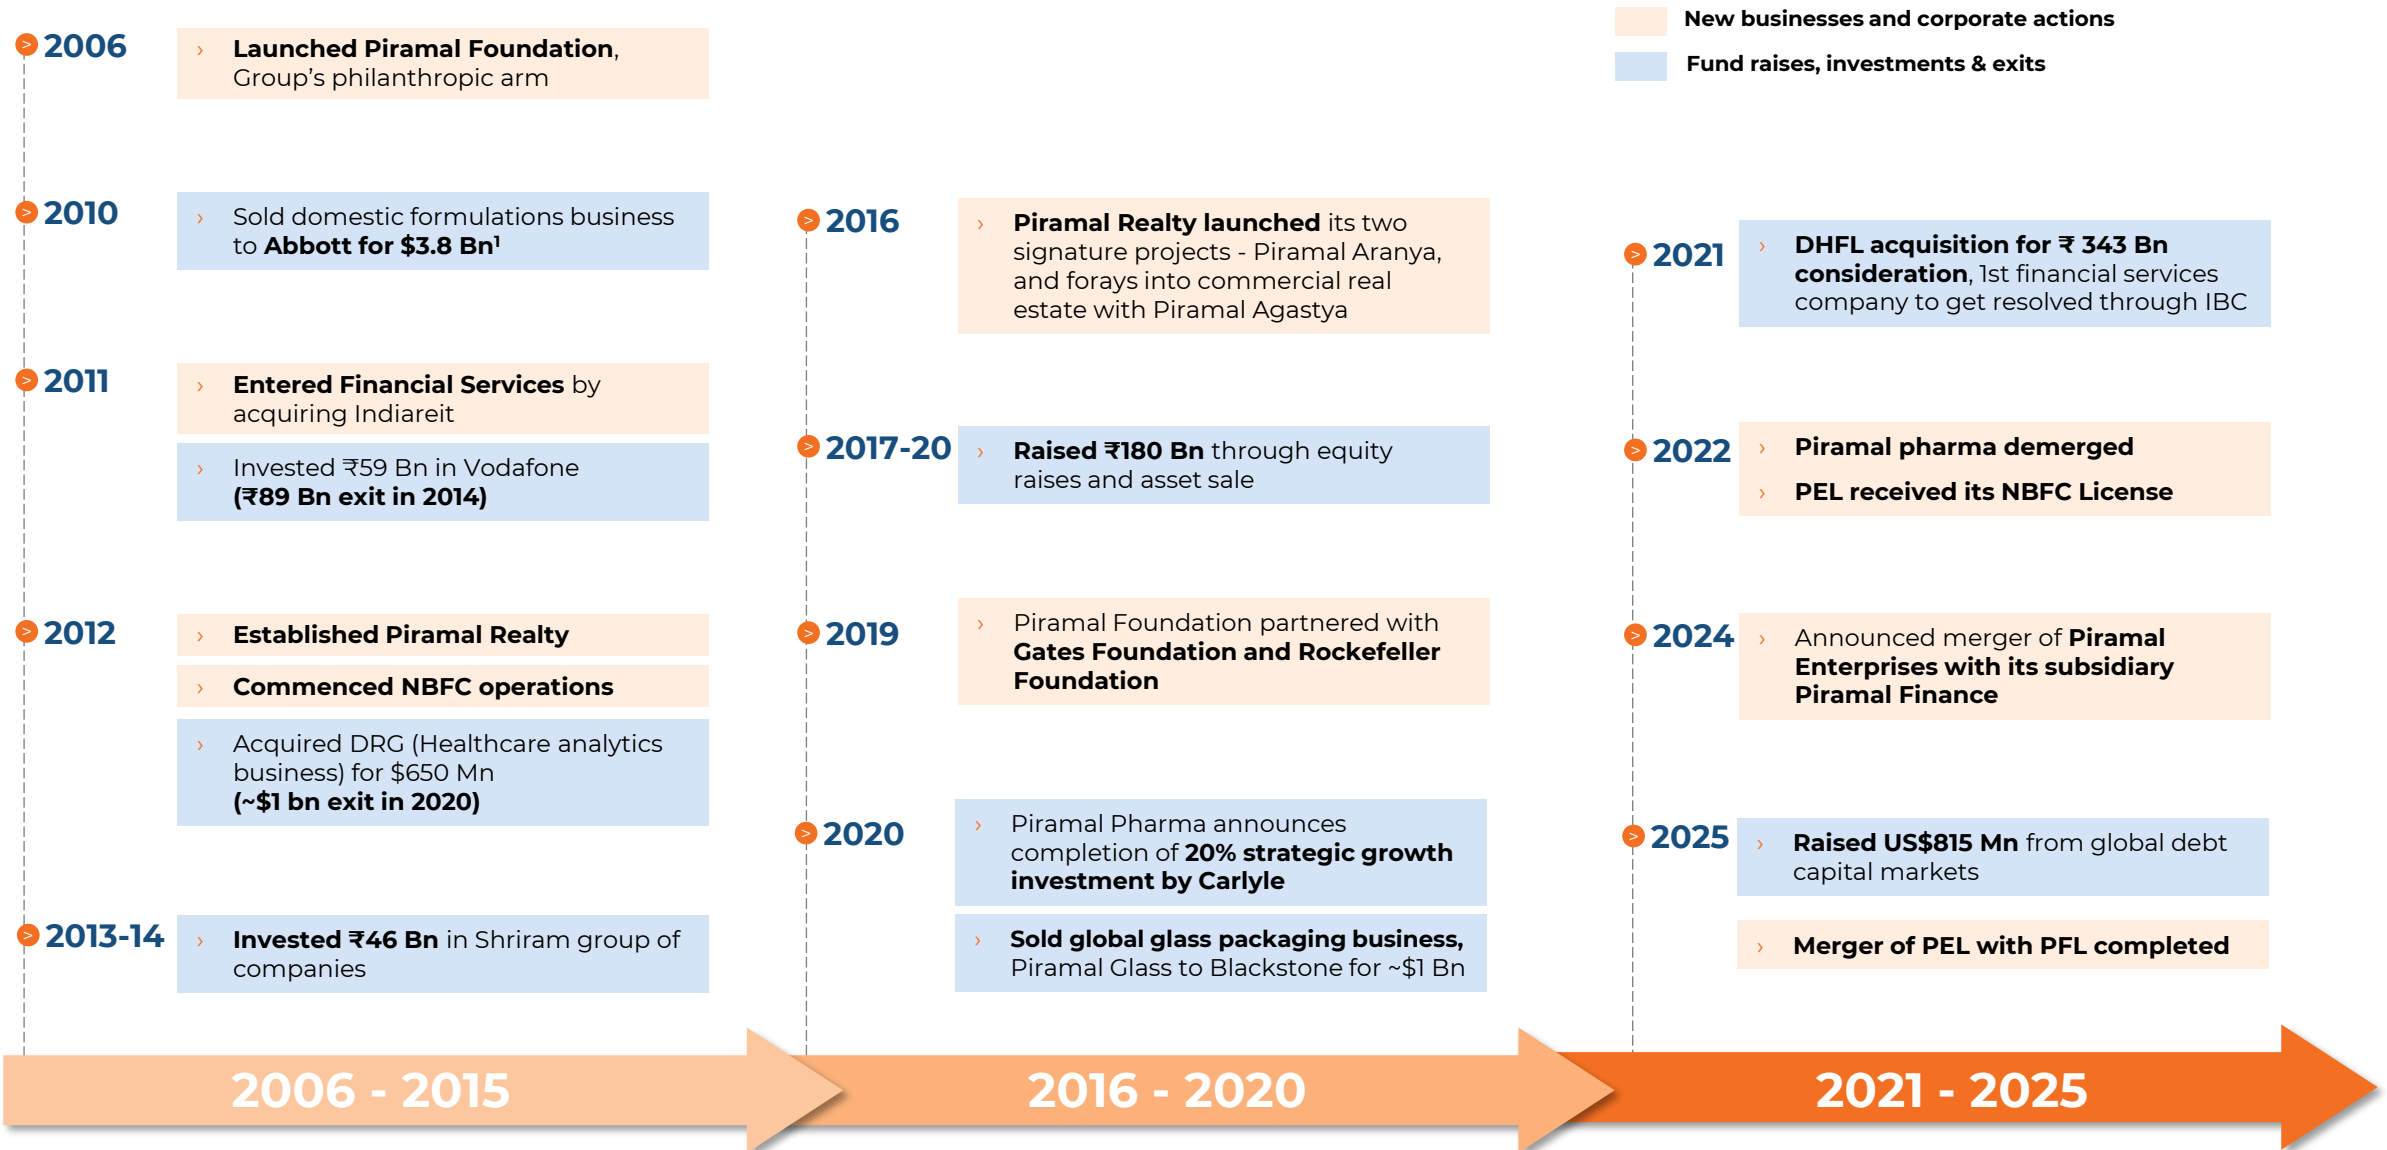 New businesses and corporate actions
Fund raises, investments & exits
2006
› Launched Piramal Foundation,
Group’s philanthropic arm
2010
› Sold domestic formulations business
to Abbott for $3.8 Bn¹
2011
› Entered Financial Services by
acquiring Indiareit
› Invested ₹59 Bn in Vodafone
(₹89 Bn exit in 2014)
2012
› Established Piramal Realty
› Commenced NBFC operations
› Acquired DRG (Healthcare analytics
business) for $650 Mn
(~$1 bn exit in 2020)
2013-14
› Invested ₹46 Bn in Shriram group of
companies
2016
› Piramal Realty launched its two
signature projects - Piramal Aranya,
and forays into commercial real
estate with Piramal Agastya
2017-20
› Raised ₹180 Bn through equity
raises and asset sale
2019
› Piramal Foundation partnered with
Gates Foundation and Rockefeller
Foundation
2020
› Piramal Pharma announces
completion of 20% strategic growth
investment by Carlyle
› Sold global glass packaging business,
Piramal Glass to Blackstone for ~$1 Bn
2021
› DHFL acquisition for ₹ 343 Bn
consideration, 1st financial services
company to get resolved through IBC
2022
› Piramal pharma demerged
› PEL received its NBFC License
2024
› Announced merger of Piramal
Enterprises with its subsidiary
Piramal Finance
2025
› Raised US$815 Mn from global debt
capital markets
› Merger of PEL with PFL completed
2006 - 2015
2016 - 2020
2021 - 2025